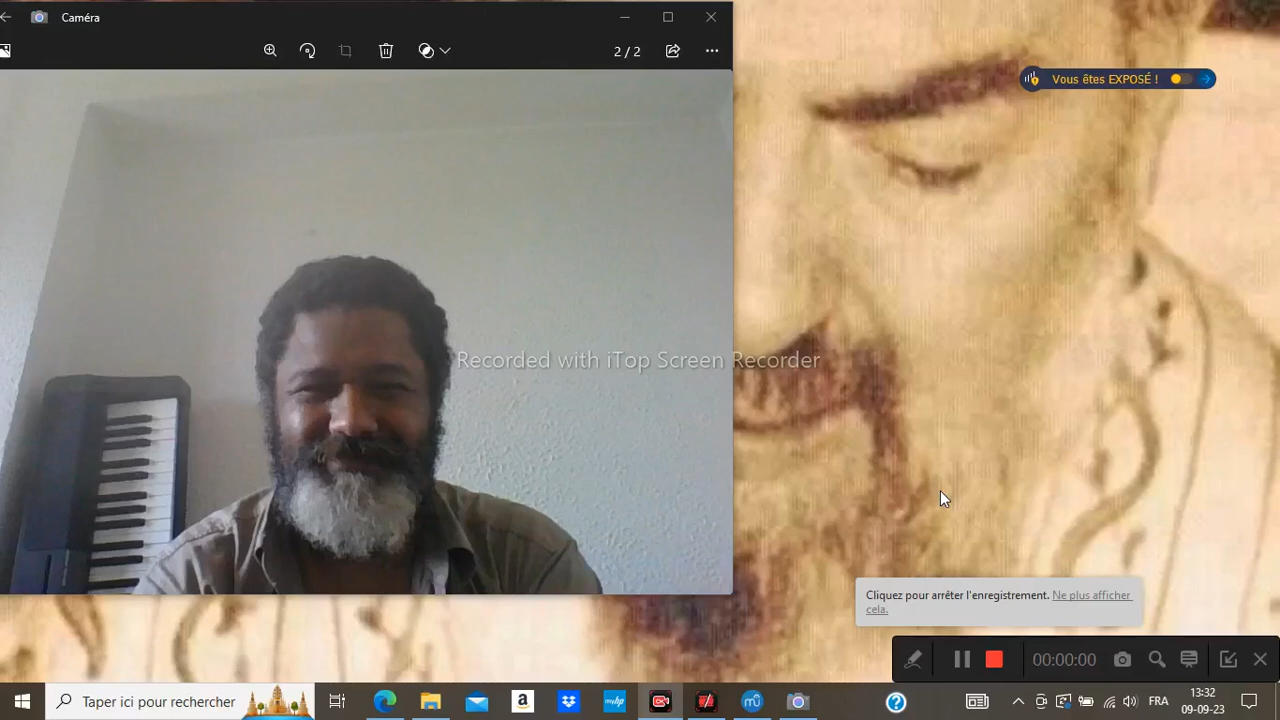 Caméra
2 / 2
Vous êtes EXPOSÉ !
Recorded with iTop Screen Recorder
Cliquez pour arrêter l'enregistrement. Ne plus afficher
cela.
00:00:00
Taper ici pour rechercher
a
myhp
FRA
13:32
09-09-23